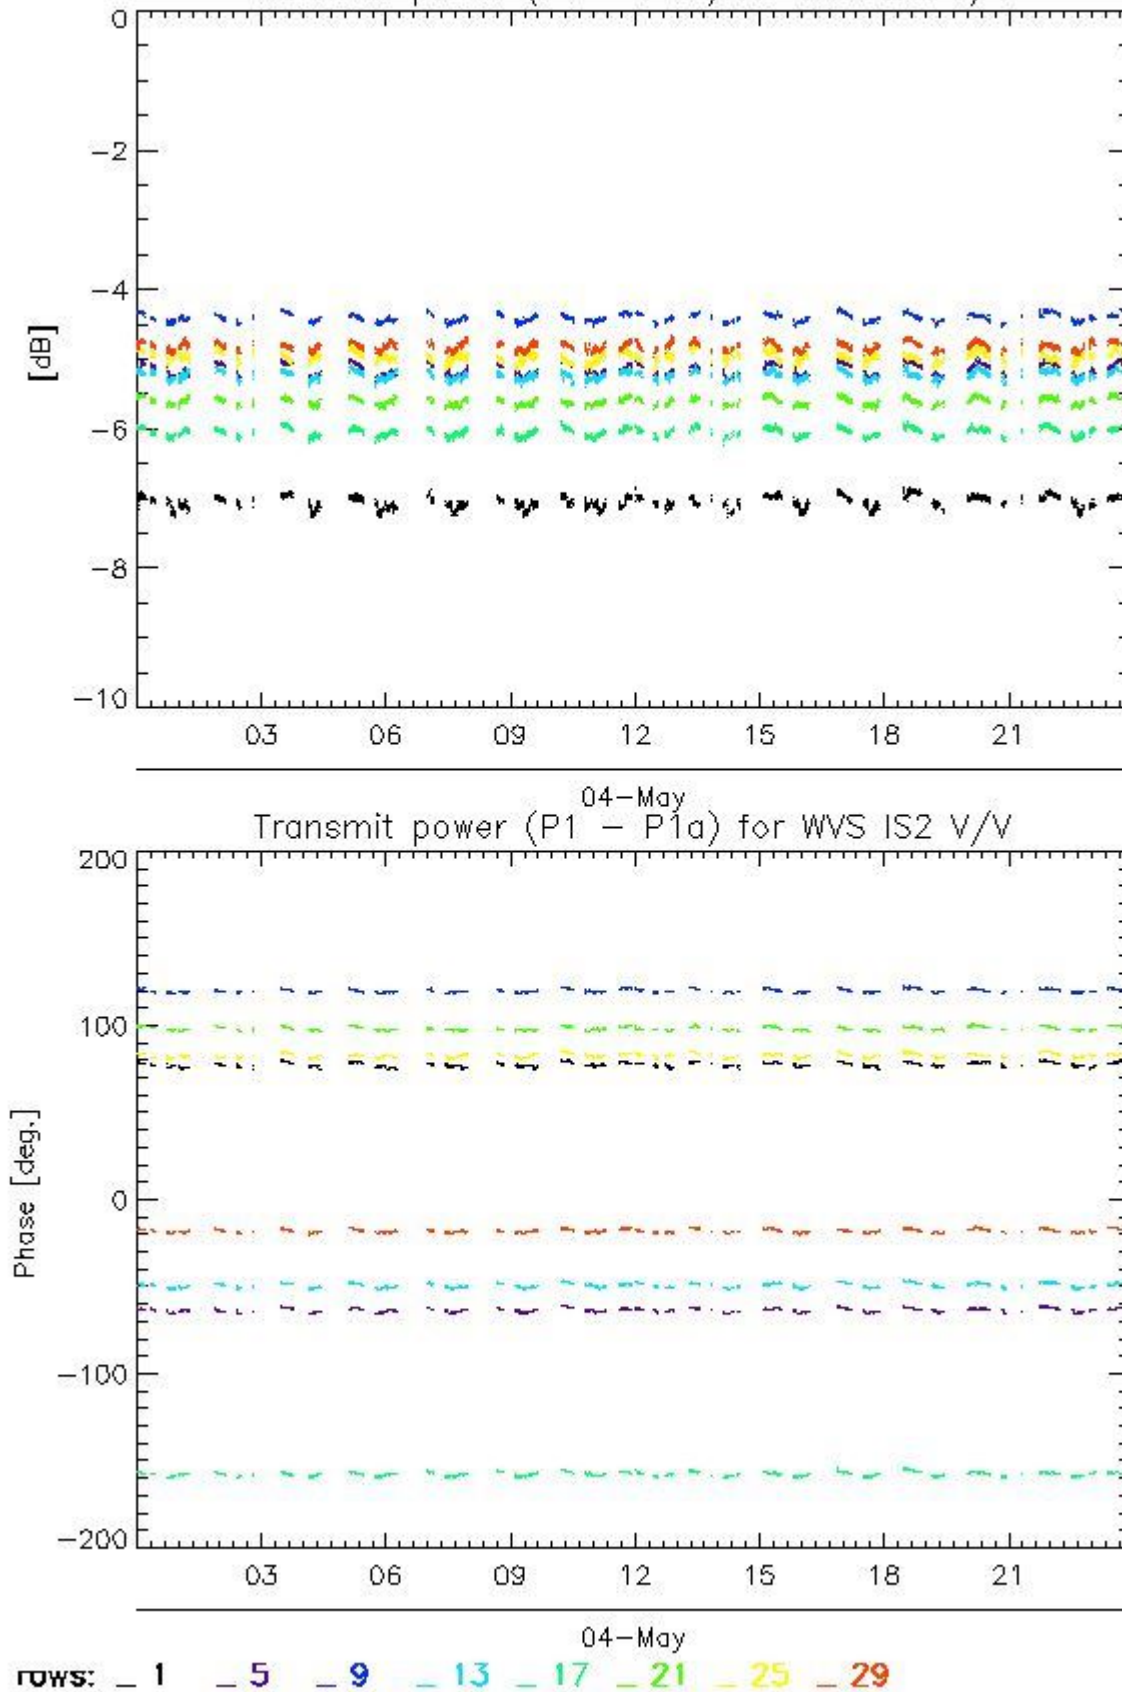 0
-2
-4
-6
-8
-10
[dB]
03 06 09 12 15 18 21
04-May
Transmit power (P1 - P1a) for WVS IS2 V/V
200
100
0
-100
-200
Phase [deg.]
03 06 09 12 15 18 21
04-May
rows: _ 1 _ 5 _ 9 _ 13 _ 17 _ 21 _ 25 _ 29